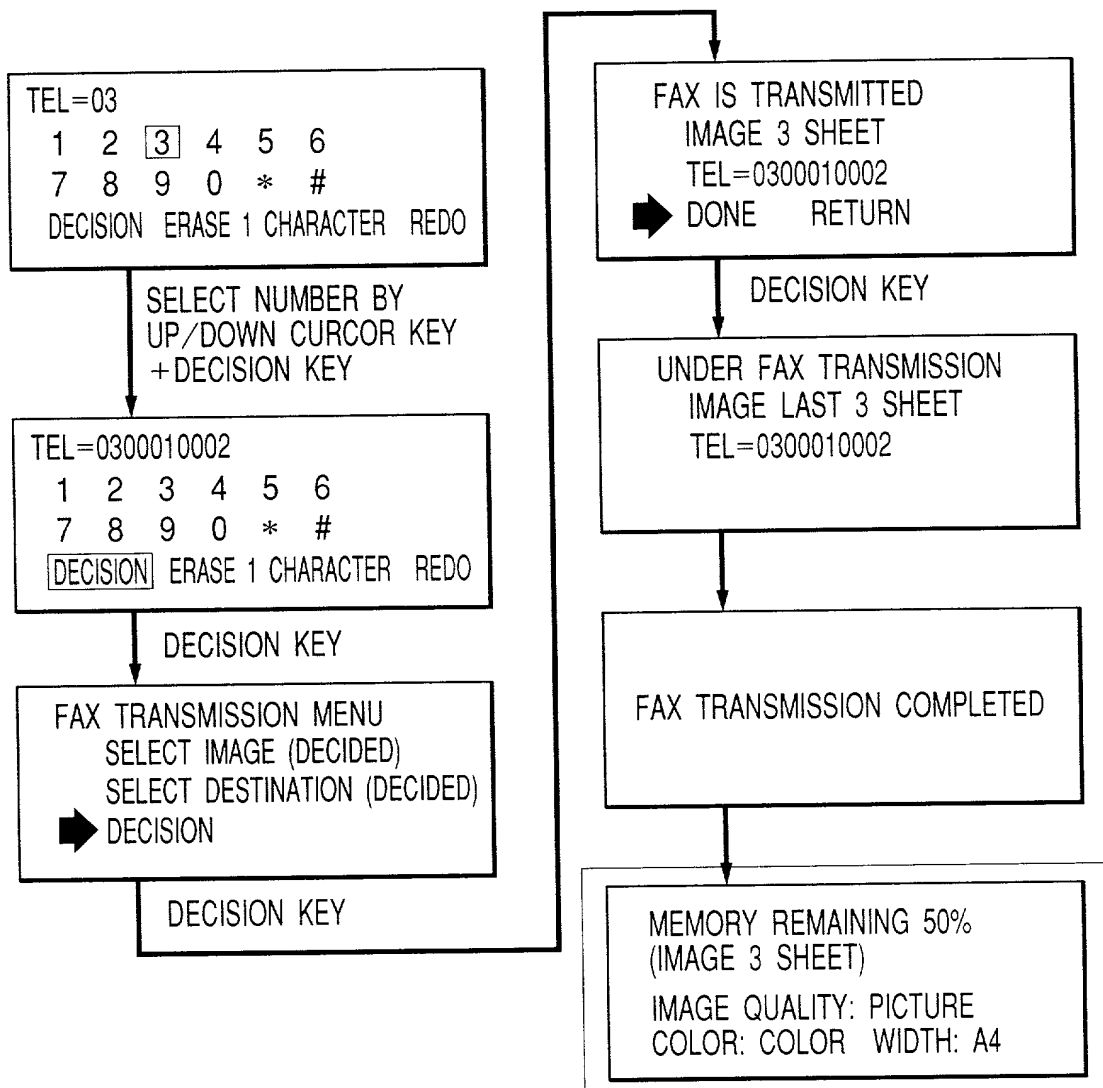 TEL=03
1 2 3 4 5 6
7 8 9 0 * #
DECISION ERASE 1 CHARACTER REDO
SELECT NUMBER BY
UP/DOWN CURCOR KEY
+DECISION KEY
TEL=0300010002
1 2 3 4 5 6
7 8 9 0 * #
DECISION ERASE 1 CHARACTER REDO
DECISION KEY
FAX TRANSMISSION MENU
SELECT IMAGE (DECIDED)
SELECT DESTINATION (DECIDED)
DECISION
DECISION KEY
FAX IS TRANSMITTED
IMAGE 3 SHEET
TEL=0300010002
DONE RETURN
DECISION KEY
UNDER FAX TRANSMISSION
IMAGE LAST 3 SHEET
TEL=0300010002
FAX TRANSMISSION COMPLETED
MEMORY REMAINING 50%
(IMAGE 3 SHEET)
IMAGE QUALITY: PICTURE
COLOR: COLOR WIDTH: A4